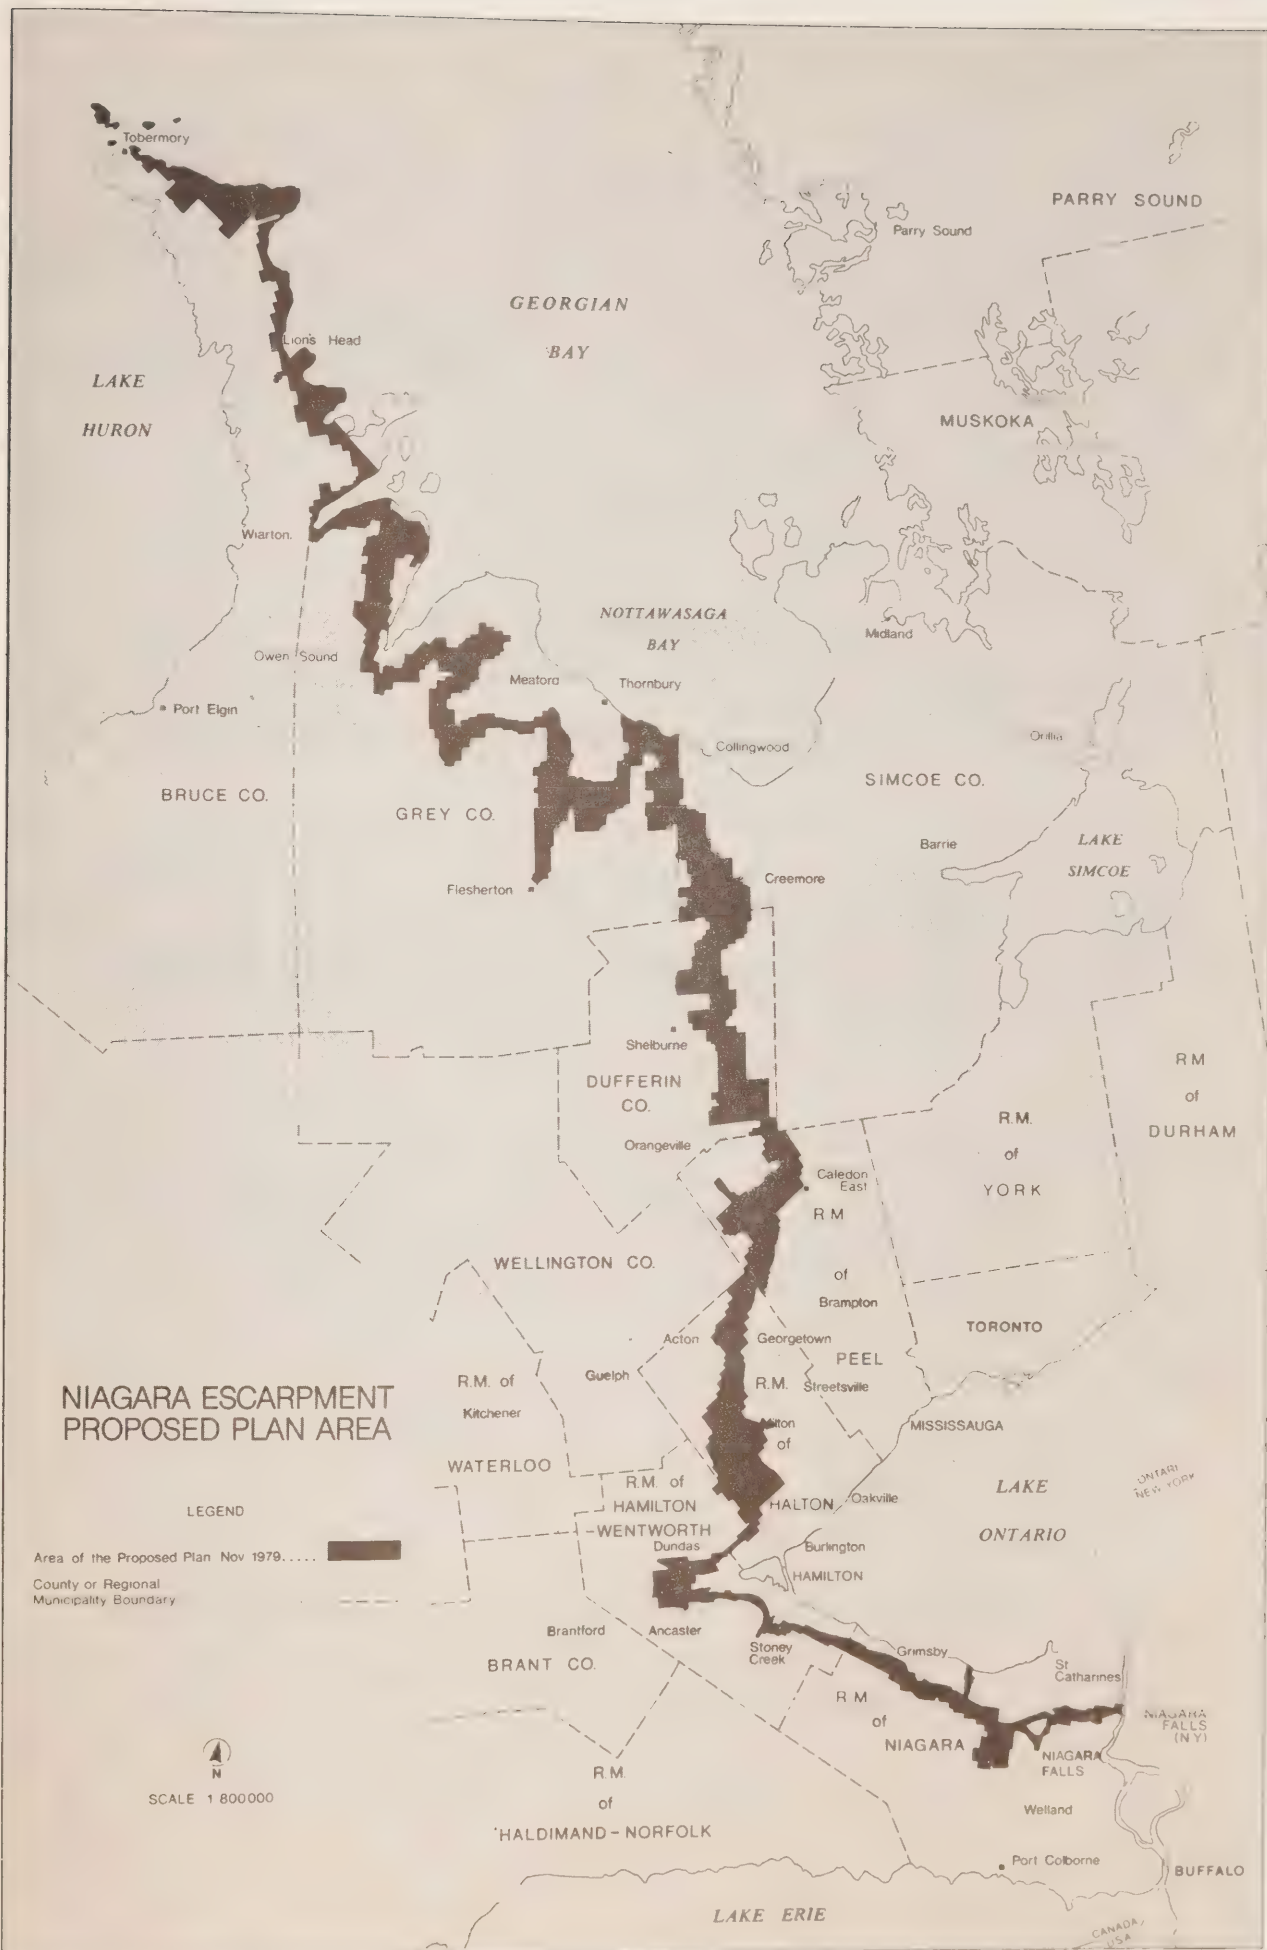 Tobermory
PARRY SOUND
Parry Sound
GEORGIAN
BAY
Lion's Head
LAKE
HURON
MUSKOKA
Wiarton.
NOTTAWASAGA
BAY
Midland
Owen Sound
Meaford
Thornbury
Port Elgin
Orillia
Collingwood
BRUCE CO.
SIMCOE CO.
GREY CO.
Barrie
LAKE
SIMCOE
Creemore
Flesherton
Shelburne
DUFFERIN
CO.
RM
of
DURHAM
R.M.
of
YORK
Orangeville
Caledon
East
R M
of
WELLINGTON CO.
Brampton
TORONTO
Acton
Georgetown
PEEL
Guelph
R.M.
Streetsville
NIAGARA ESCARPMENT
PROPOSED PLAN AREA
R.M. of
Kitchener
Milton
of
MISSISSAUGA
WATERLOO
R.M. of
HAMILTON
-WENTWORTH
HALTON
Oakville
LAKE
ONTARIO
ONTARI
NEW YORK
LEGEND
Area of the Proposed Plan Nov 1979.....
County or Regional
Municipality Boundary
Dundas
Burlington
HAMILTON
Brantford
Ancaster
Stoney
Creek
Grimsby
St
Catharines
BRANT CO.
R M
of
NIAGARA
NIAGARA
FALLS
(N Y)
NIAGARA
FALLS
N
SCALE 1 800000
R.M.
of
HALDIMAND-NORFOLK
Welland
Port Colborne
BUFFALO
LAKE ERIE
CANADA
USA